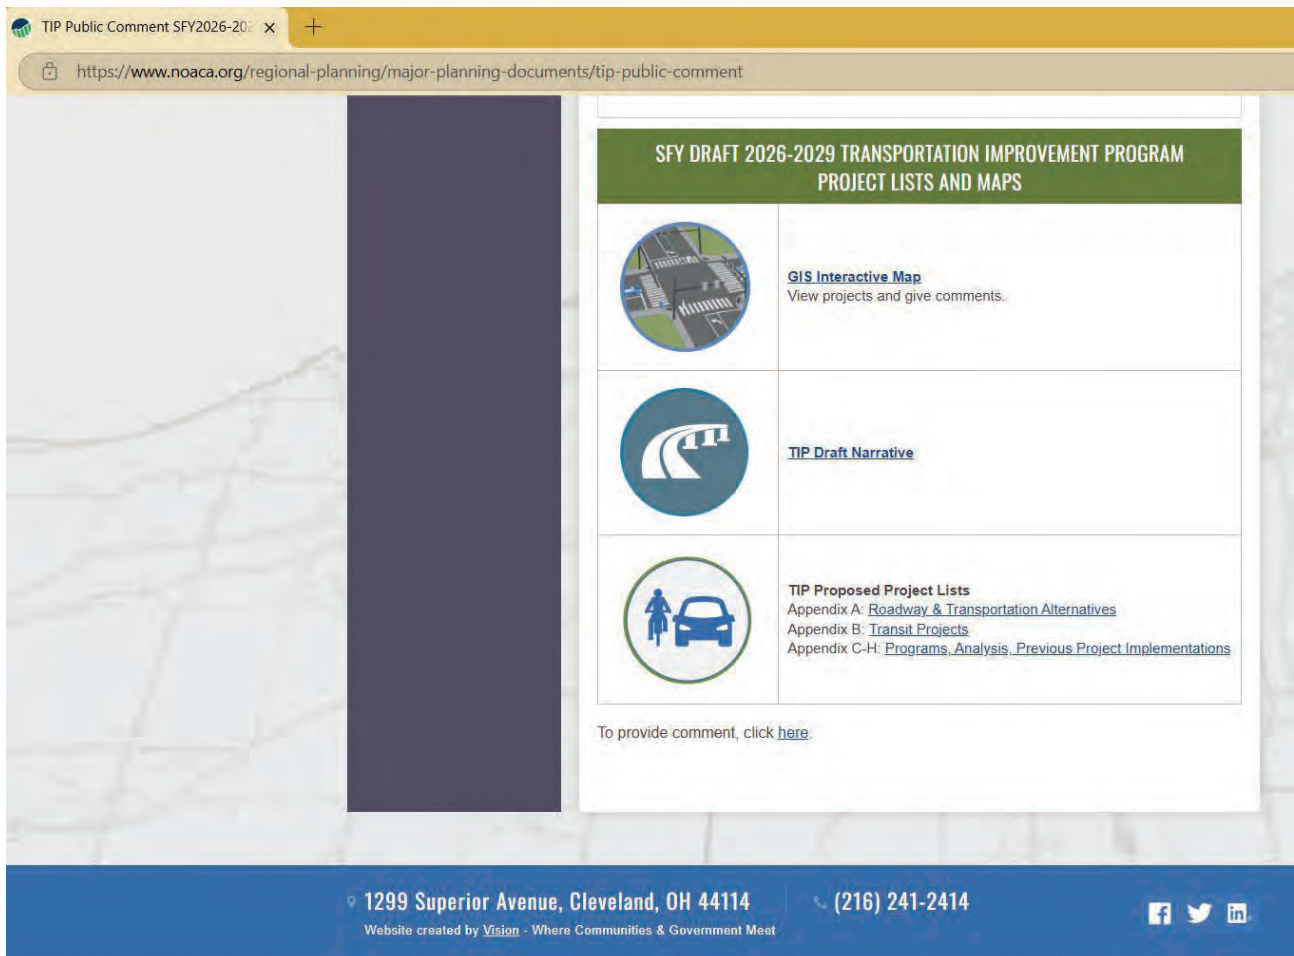 TIP Public Comment SFY2026-202
https://www.noaca.org/regional-planning/major-planning-documents/tip-public-comment
SFY DRAFT 2026-2029 TRANSPORTATION IMPROVEMENT PROGRAM
PROJECT LISTS AND MAPS
GIS Interactive Map
View projects and give comments.
TIP Draft Narrative
TIP Proposed Project Lists
Appendix A: Roadway & Transportation Alternatives
Appendix B: Transit Projects
Appendix C-H: Programs, Analysis, Previous Project Implementations
To provide comment, click here.
1299 Superior Avenue, Cleveland, OH 44114
(216) 241-2414
Website created by Vision - Where Communities & Government Meet